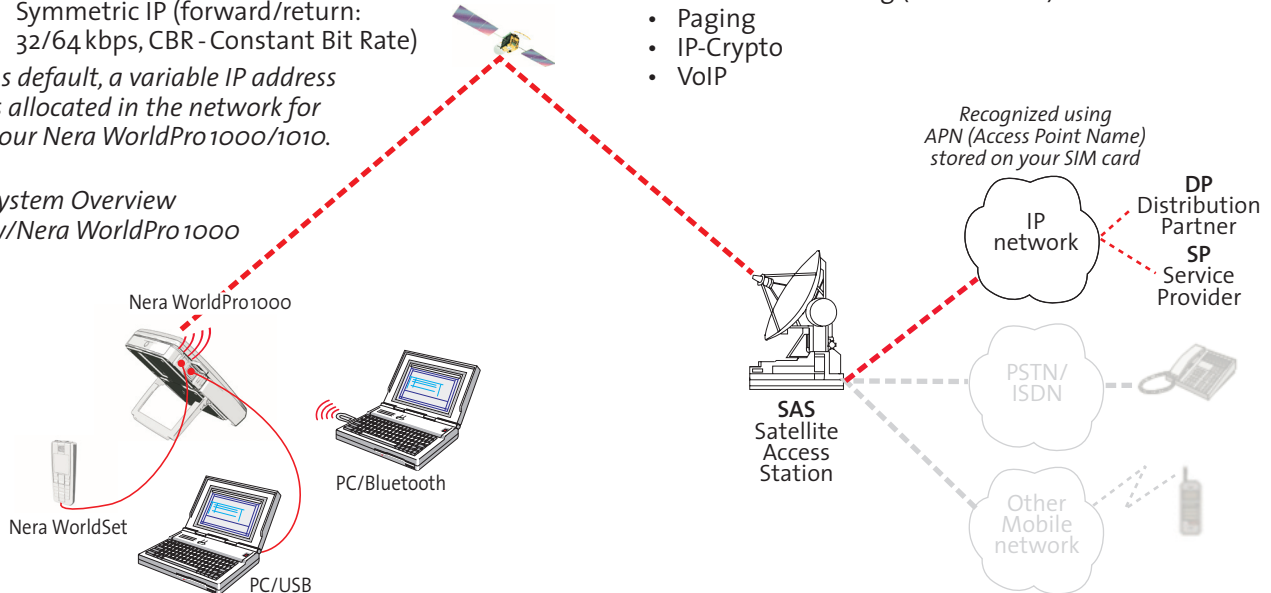 Symmetric IP (forward/return:
32/64 kbps, CBR - Constant Bit Rate)
s default, a variable IP address
s allocated in the network for
our Nera WorldPro 1000/1010.
ystem Overview
/Nera WorldPro 1000
• Paging
• IP-Crypto
• VoIP
Recognized using
APN (Access Point Name)
stored on your SIM card
IP
network
DP
Distribution
Partner
SP
Service
Provider
Nera WorldPro1000
PSTN/
ISDN
SAS
Satellite
Access
Station
PC/Bluetooth
Nera WorldSet
PC/USB
Other
Mobile
network